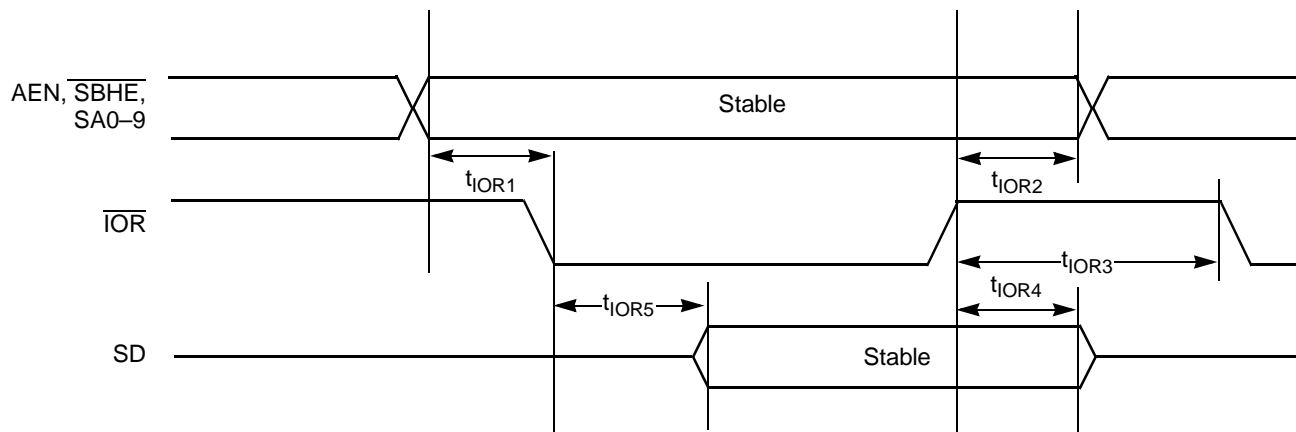 AEN, SBHE,
SA0–9
Stable
tIOR1
tIOR2
IOR
tIOR3
tIOR4
tIOR5
SD
Stable